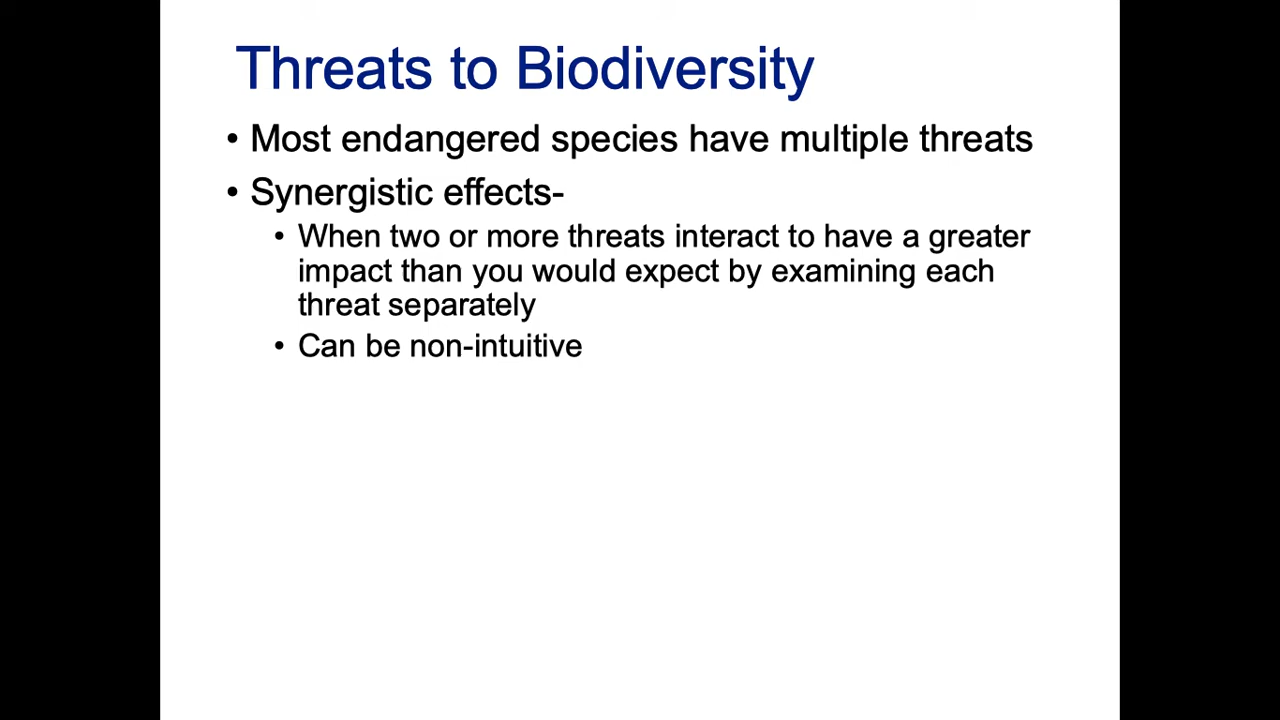 Threats to Biodiversity
• Most endangered species have multiple threats
• Synergistic effects-
• When two or more threats interact to have a greater
impact than you would expect by examining each
threat separately
• Can be non-intuitive